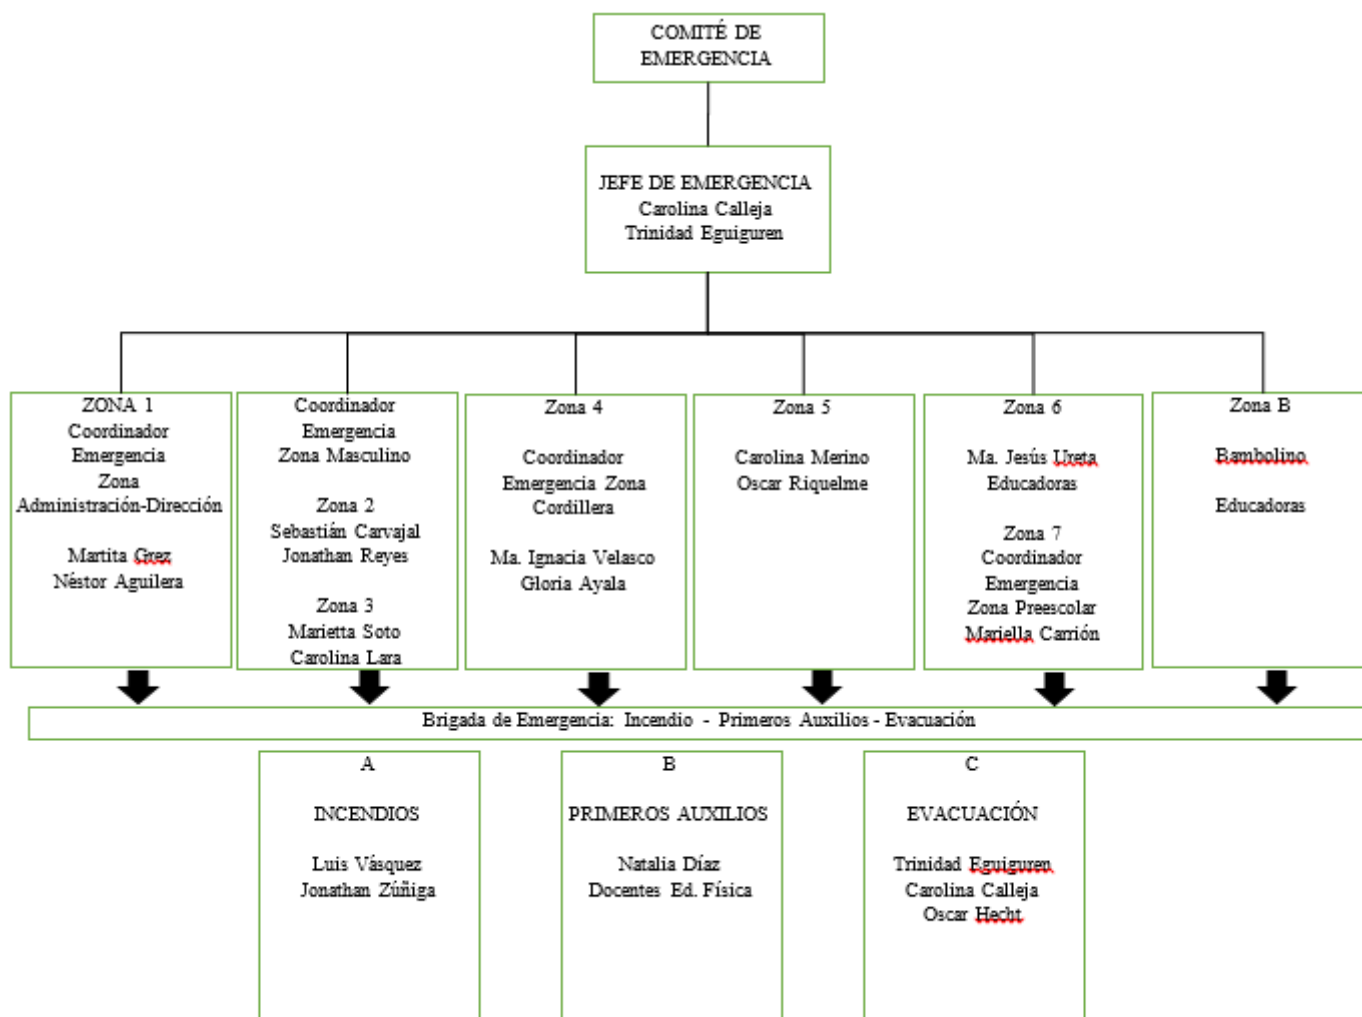 COMITÉ DE
EMERGENCIA
JEFE DE EMERGENCIA
Carolina Calleja
Trinidad Eguiguren
ZONA 1
Coordinador
Emergencia
Zona
Administración-Dirección
Martita Grez
Néstor Aguilera
Coordinador
Emergencia
Zona Masculino
Zona 2
Sebastián Carvajal
Jonathan Reyes
Zona 3
Marietta Soto
Carolina Lara
Zona 4
Coordinador
Emergencia Zona
Cordillera
Ma. Ignacia Velasco
Gloria Ayala
Zona 5
Carolina Merino
Oscar Riquelme
Zona 6
Ma. Jesús Ureta
Educadoras
Zona 7
Coordinador
Emergencia
Zona Preescolar
Mariella Carrión
Zona B
Bambolino
Educadoras
Brigada de Emergencia: Incendio - Primeros Auxilios - Evacuación
A
INCENDIOS
Luis Vásquez
Jonathan Zúñiga
B
PRIMEROS AUXILIOS
Natalia Díaz
Docentes Ed. Física
C
EVACUACIÓN
Trinidad Eguiguren
Carolina Calleja
Oscar Hecht